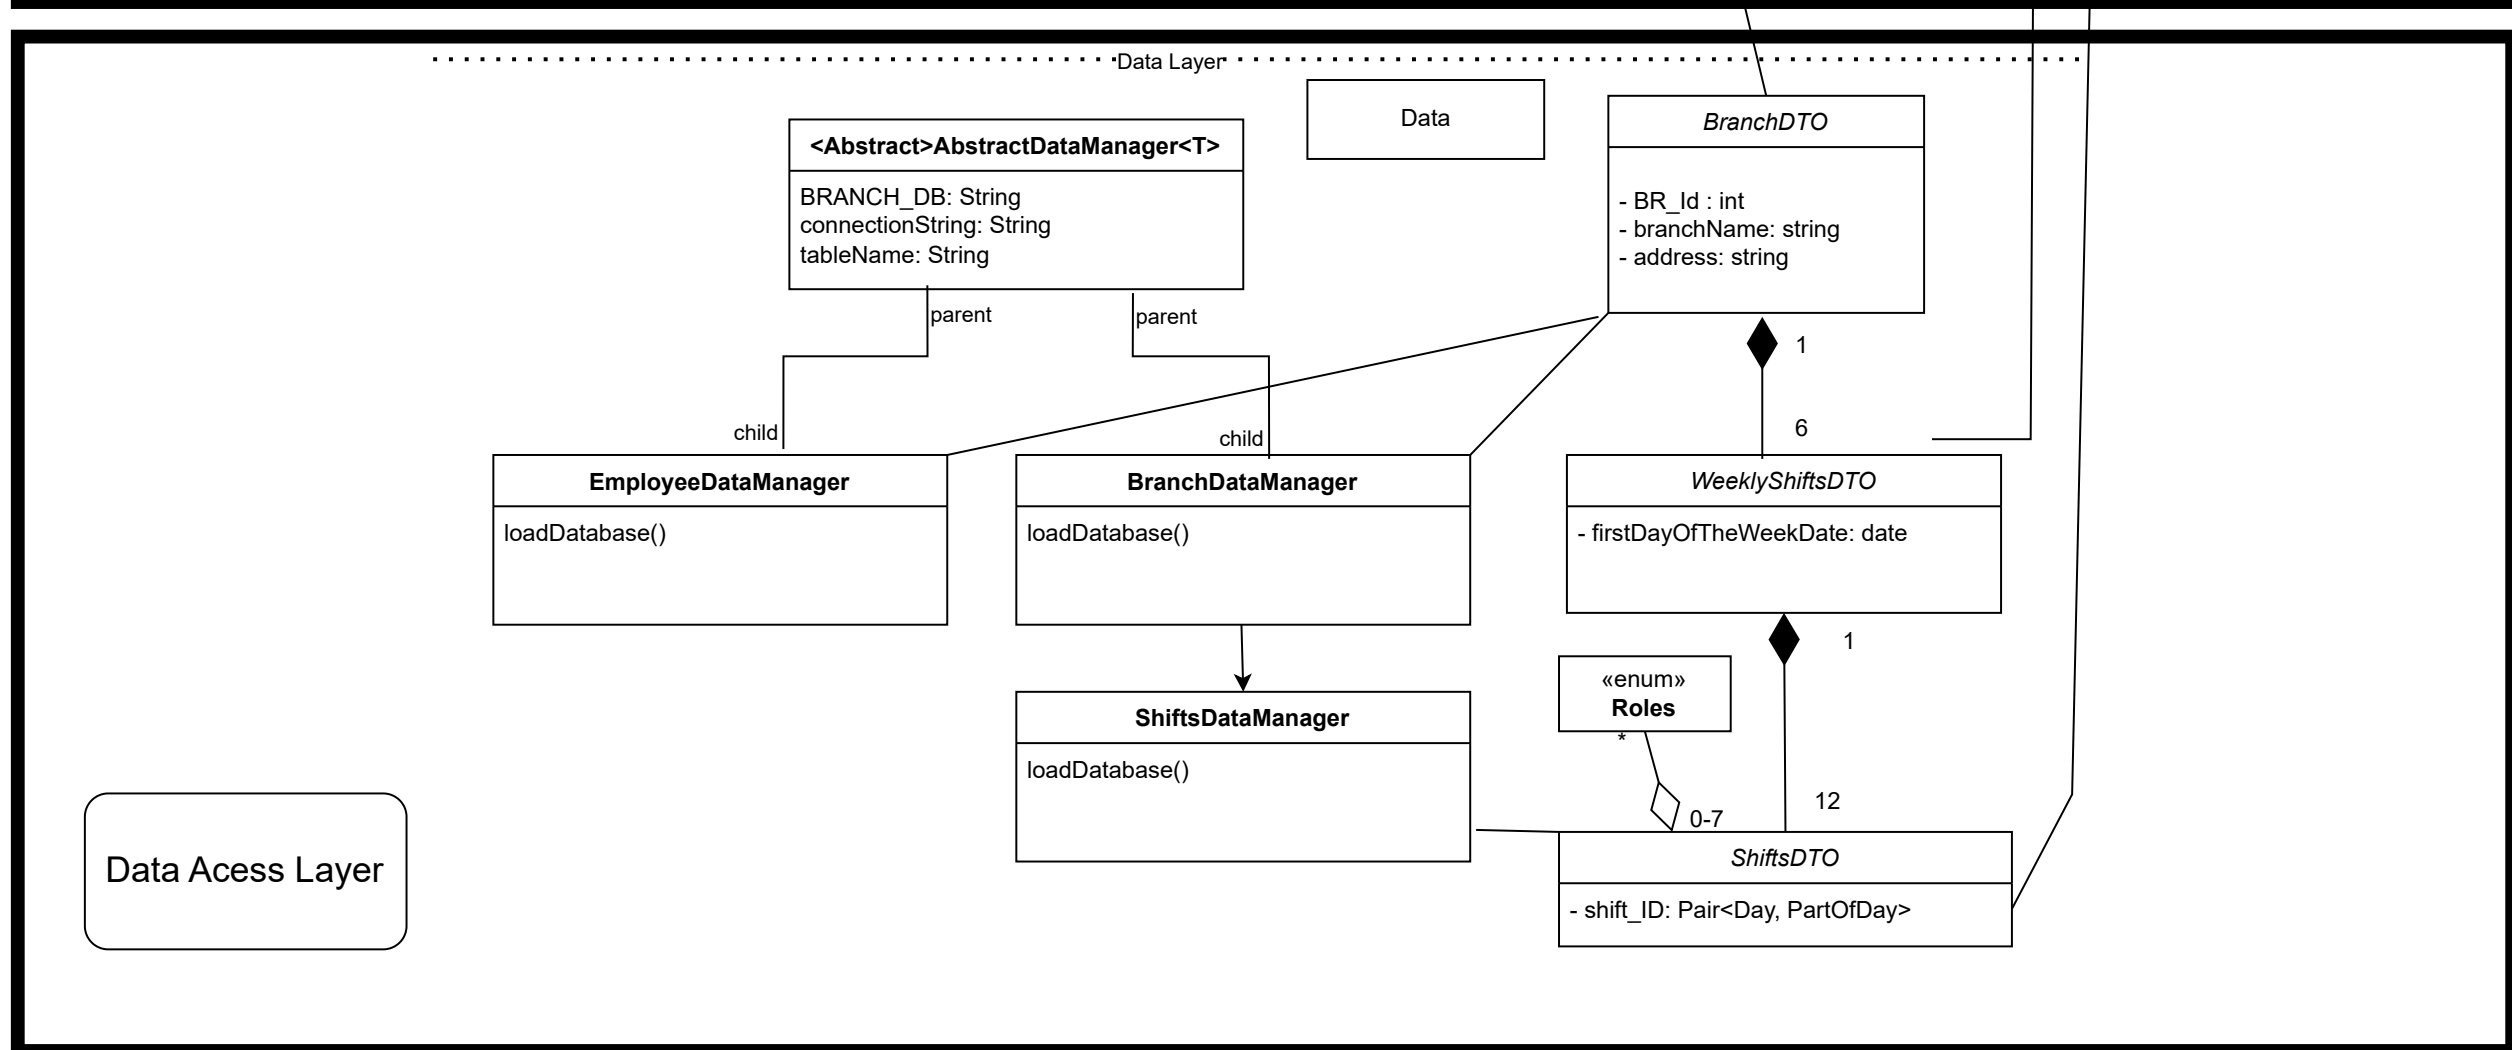 Data Layer
Data
<Abstract>AbstractDataManager<T>
BRANCH_DB: String
connectionString: String
tableName: String
BranchDTO
- BR_Id : int
- branchName: string
- address: string
parent
parent
1
child
child
6
EmployeeDataManager
loadDatabase()
BranchDataManager
loadDatabase()
WeeklyShiftsDTO
- firstDayOfTheWeekDate: date
1
«enum»
Roles
*
ShiftsDataManager
loadDatabase()
12
0-7
ShiftsDTO
- shift_ID: Pair<Day, PartOfDay>
Data Acess Layer